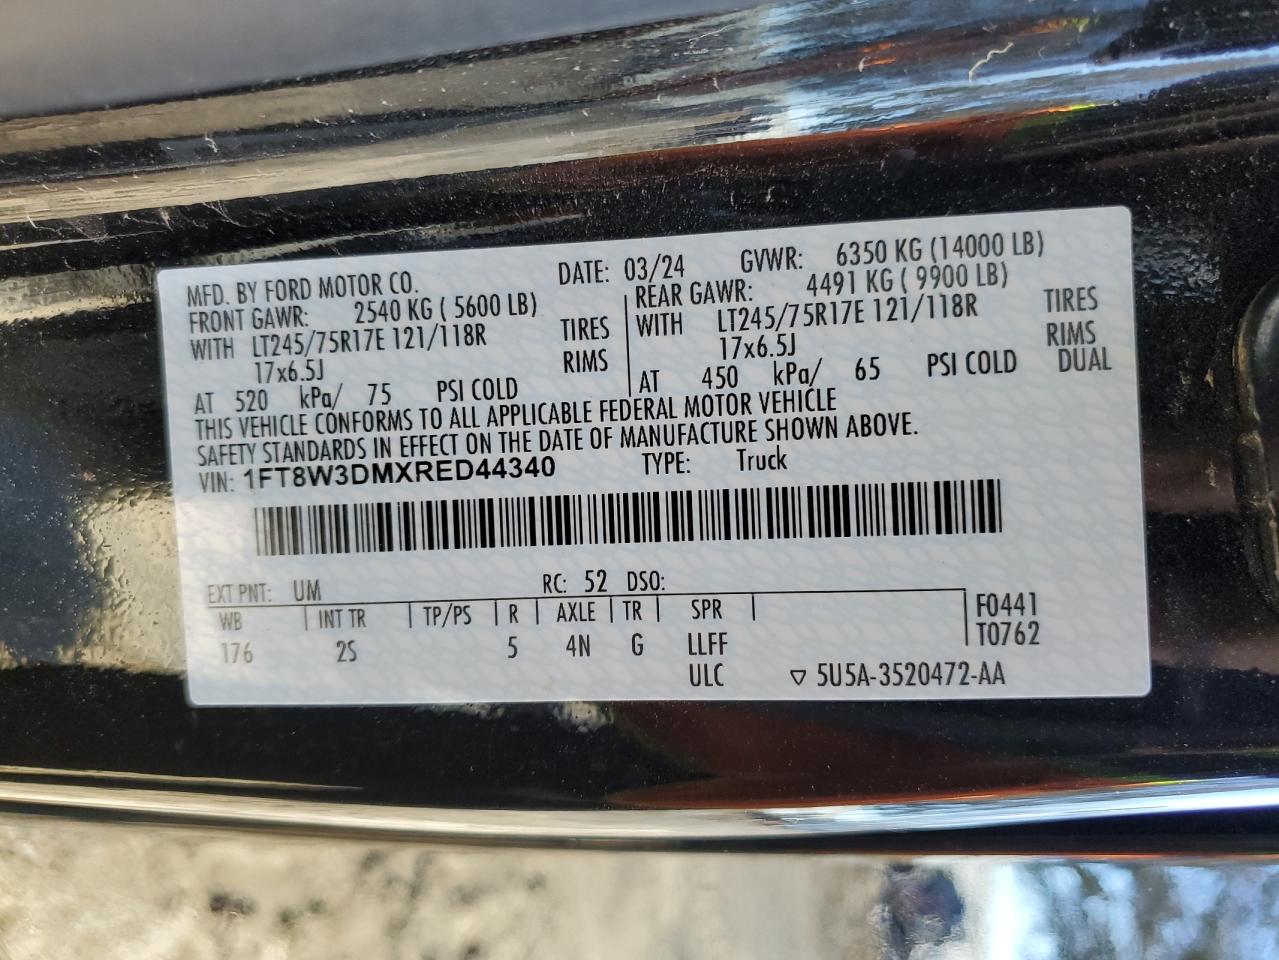 MFD. BY FORD MOTOR CO. DATE: 03/24 GVWR: 6350 KG (14000 LB)
FRONT GAWR: 2540 KG ( 5600 LB) REAR GAWR: 4491 KG ( 9900 LB)
WITH LT245/75R17E 121/118R TIRES WITH LT245/75R17E 121/118R TIRES
17x6.5J RIMS 17x6.5J RIMS
AT 520 kPa/ 75 PSI COLD AT 450 kPa/ 65 PSI COLD DUAL
THIS VEHICLE CONFORMS TO ALL APPLICABLE FEDERAL MOTOR VEHICLE
SAFETY STANDARDS IN EFFECT ON THE DATE OF MANUFACTURE SHOWN ABOVE.
VIN: 1FT8W3DMXRED44340 TYPE: Truck
EXT PNT: UM RC: 52 DSO:
WB INT TR TP/PS R AXLE TR SPR F0441
176 2S 5 4N G LLFF T0762
ULC ▽ 5U5A-3520472-AA